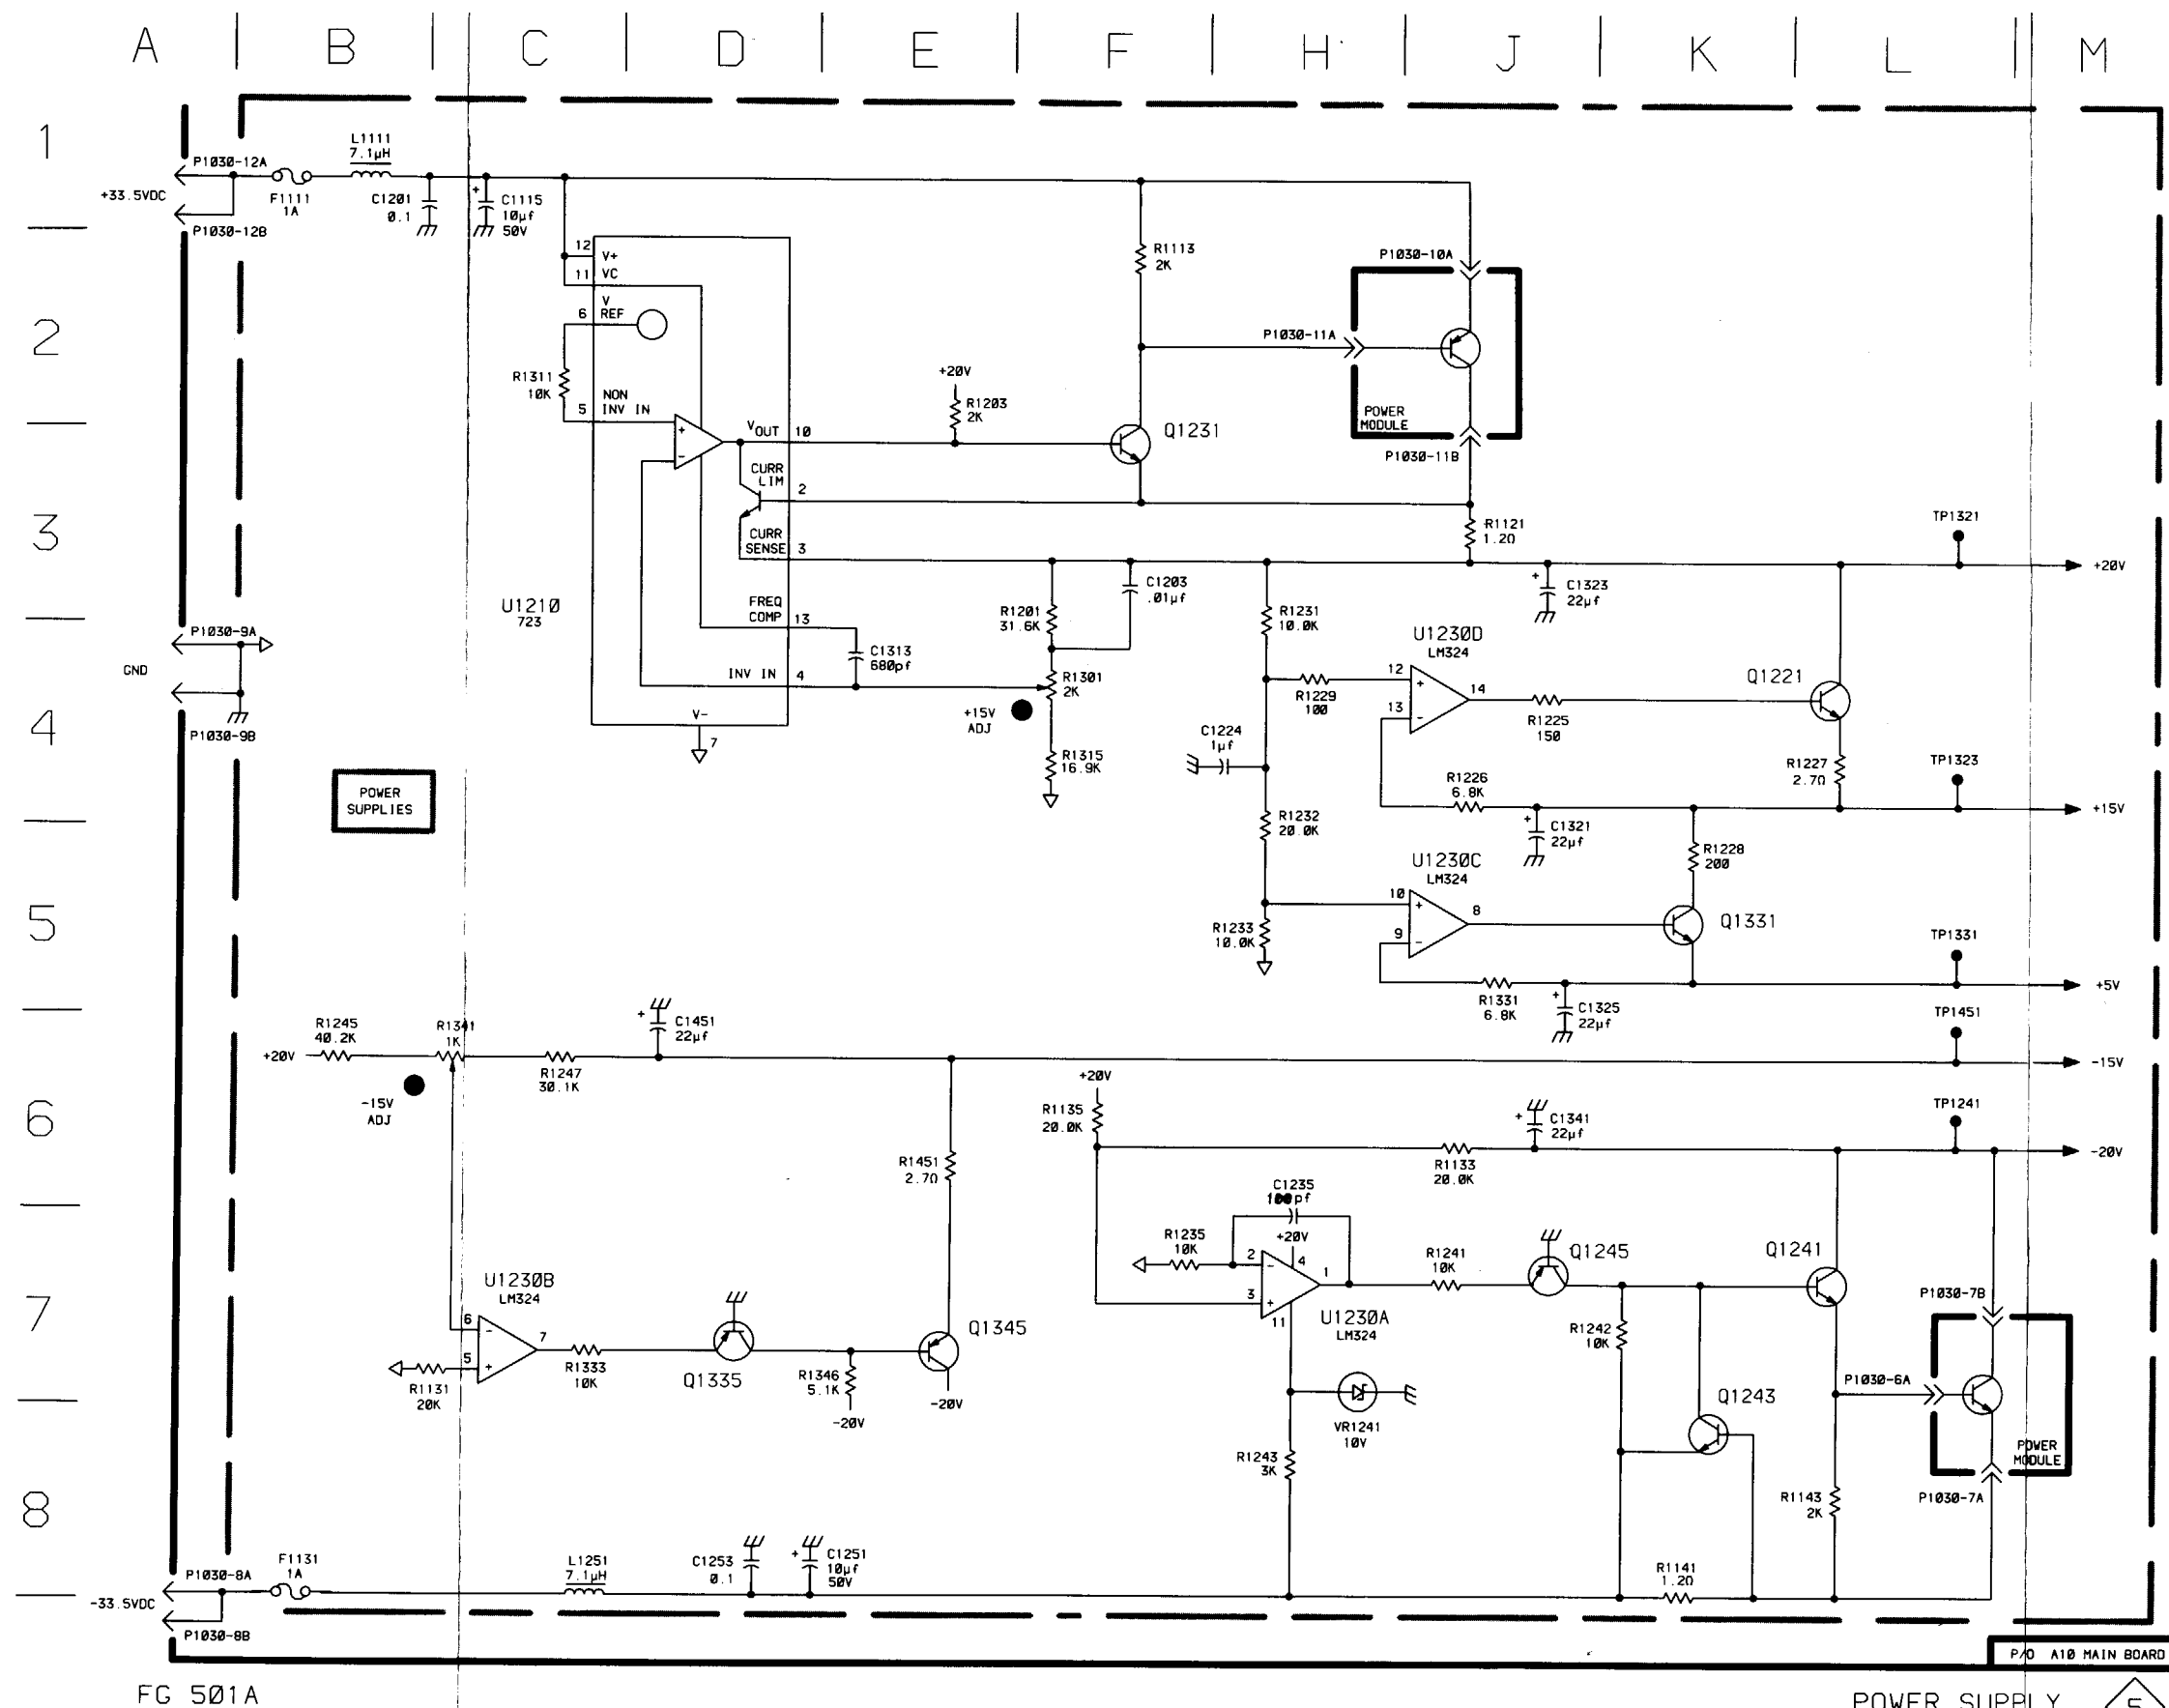 A B C D E F H J K L M
1
2
3
4
5
6
7
8
P1030-12A
+33.5VDC
P1030-12B
F1111
1A
L1111
7.1µH
C1201
0.1
C1115
10µf
50V
+
12
V+
11 VC
V
6 REF
R1311
10K
NON
5 INV IN
+
-
VOUT 10
CURR
LIM
2
CURR
SENSE 3
FREQ
COMP 13
INV IN 4
V-
7
U1210
723
+20V
R1203
2K
R1113
2K
Q1231
P1030-10A
P1030-11A
POWER
MODULE
P1030-11B
R1121
1.2Ω
TP1321
+20V
C1203
.01µf
+
C1323
22µf
R1201
31.6K
R1231
10.0K
C1313
680pf
R1301
2K
+15V
ADJ
R1315
16.9K
P1030-9A
GND
P1030-9B
POWER
SUPPLIES
R1229
100
U1230D
LM324
12
+
13
-
14
R1225
150
Q1221
C1224
1µf
R1226
6.8K
R1227
2.7Ω
TP1323
+15V
R1232
20.0K
+
C1321
22µf
R1228
200
U1230C
LM324
10
+
9
-
8
Q1331
R1233
10.0K
TP1331
+5V
R1331
6.8K
+
C1325
22µf
TP1451
-15V
+20V
R1245
40.2K
R1341
1K
-15V
ADJ
R1247
30.1K
+
C1451
22µf
+20V
R1135
20.0K
+
C1341
22µf
TP1241
-20V
R1133
20.0K
R1451
2.7Ω
C1235
100pf
R1235
10K
+20V
2
-
4
3
+
1
11
U1230A
LM324
R1241
10K
Q1245
Q1241
P1030-7B
U1230B
LM324
6
-
5
+
7
R1131
20K
R1333
10K
Q1335
R1346
5.1K
-20V
Q1345
-20V
VR1241
10V
R1243
3K
R1242
10K
Q1243
P1030-6A
POWER
MODULE
P1030-7A
R1143
2K
R1141
1.2Ω
P1030-8A
-33.5VDC
P1030-8B
F1131
1A
L1251
7.1µH
C1253
0.1
+
C1251
10µf
50V
P/O A10 MAIN BOARD
FG 501A
POWER SUPPLY 5